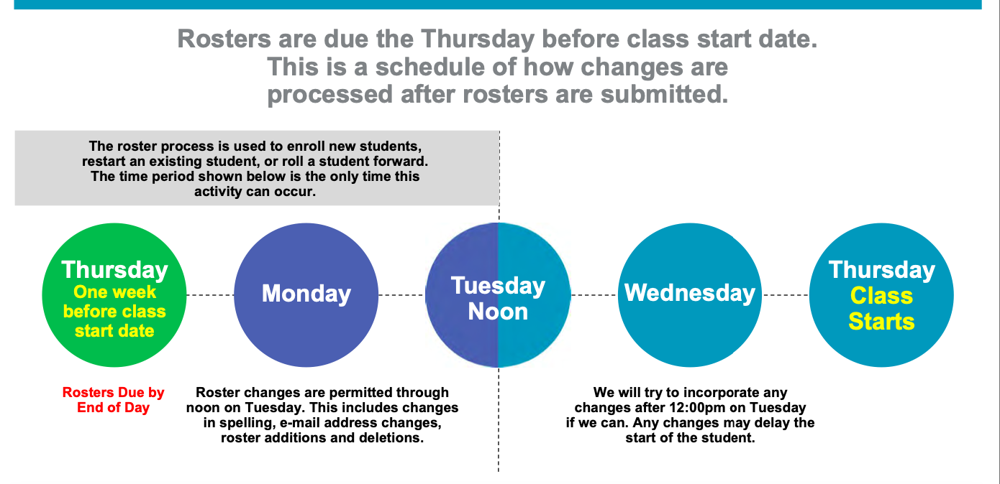 Rosters are due the Thursday before class start date.
This is a schedule of how changes are
processed after rosters are submitted.
The roster process is used to enroll new students,
restart an existing student, or roll a student forward.
The time period shown below is the only time this
activity can occur.
Thursday
One week
before class
start date
Monday
Tuesday
Noon
Wednesday
Thursday
Class
Starts
Rosters Due by
End of Day
Roster changes are permitted through
noon on Tuesday. This includes changes
in spelling, e-mail address changes,
roster additions and deletions.
We will try to incorporate any
changes after 12:00pm on Tuesday
if we can. Any changes may delay the
start of the student.